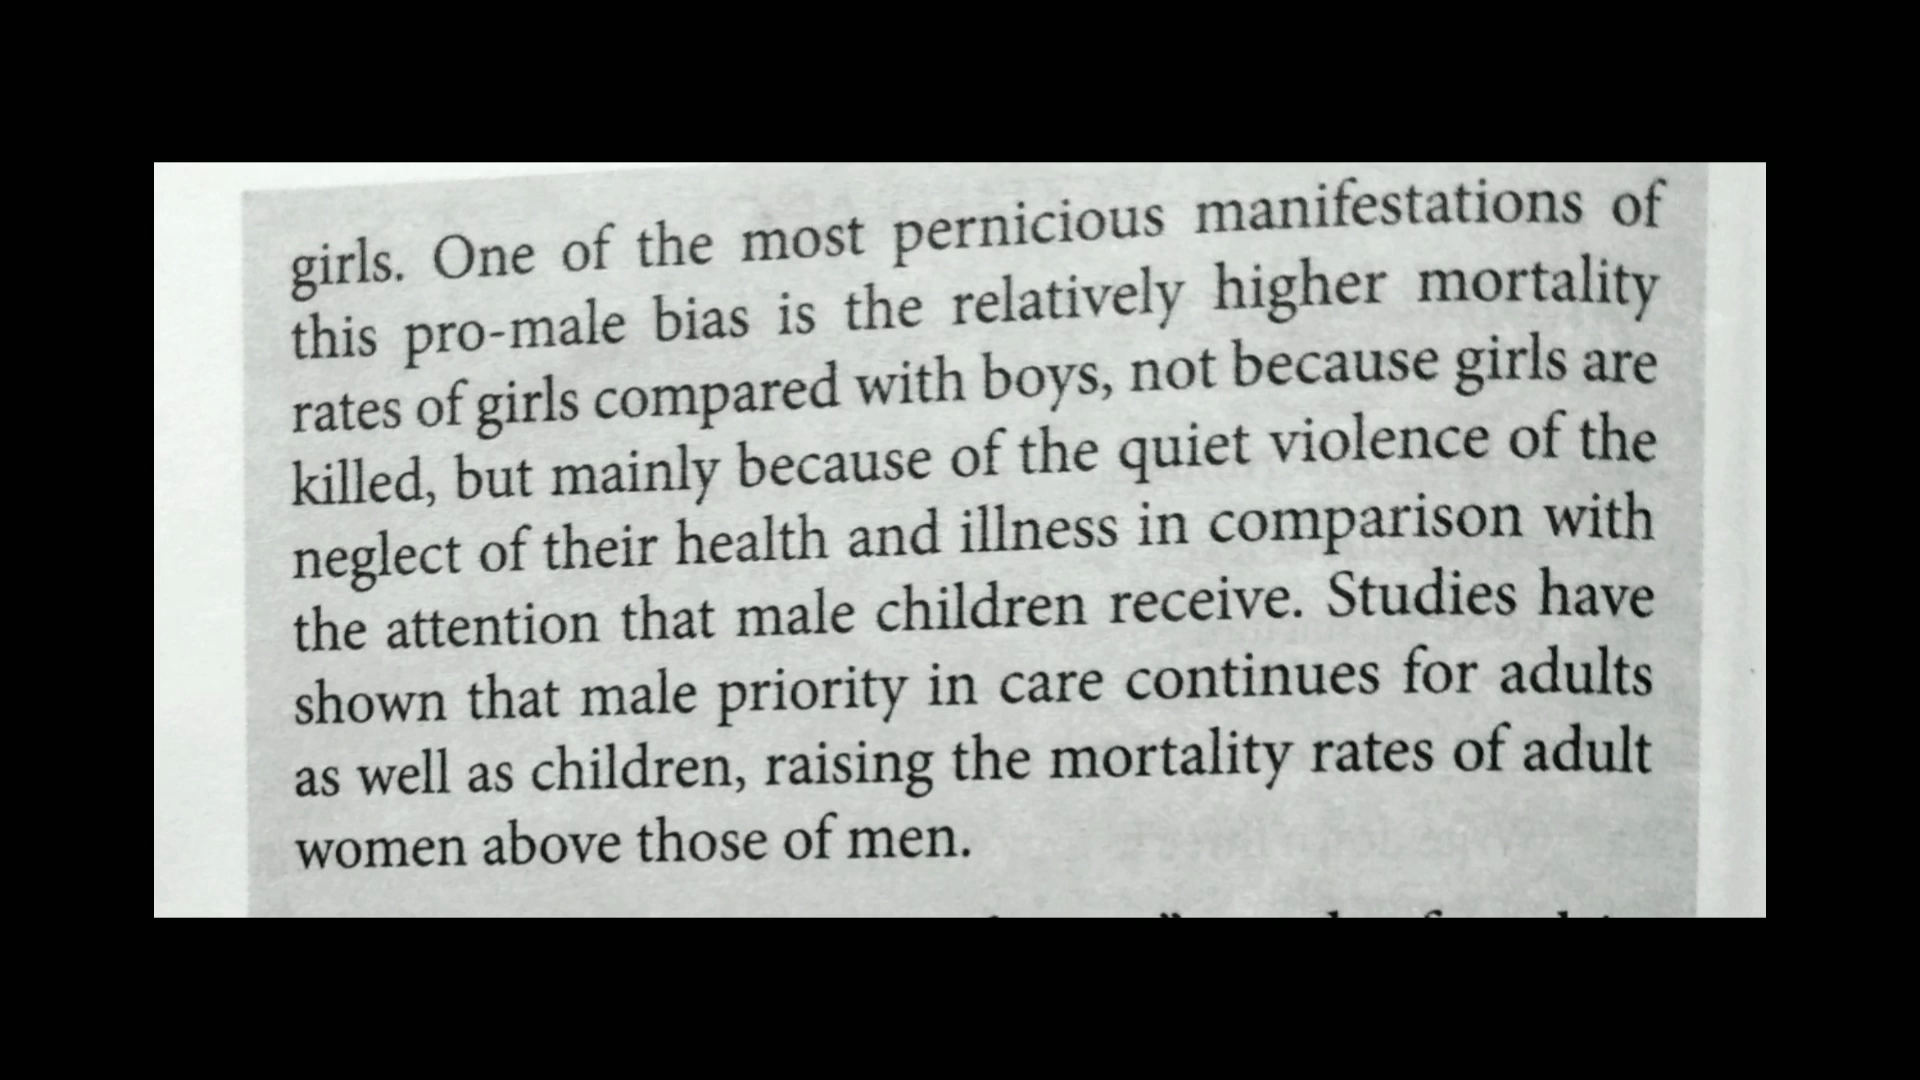 girls. One of the most pernicious manifestations of
this pro-male bias is the relatively higher mortality
rates of girls compared with boys, not because girls are
killed, but mainly because of the quiet violence of the
neglect of their health and illness in comparison with
the attention that male children receive. Studies have
shown that male priority in care continues for adults
as well as children, raising the mortality rates of adult
women above those of men.